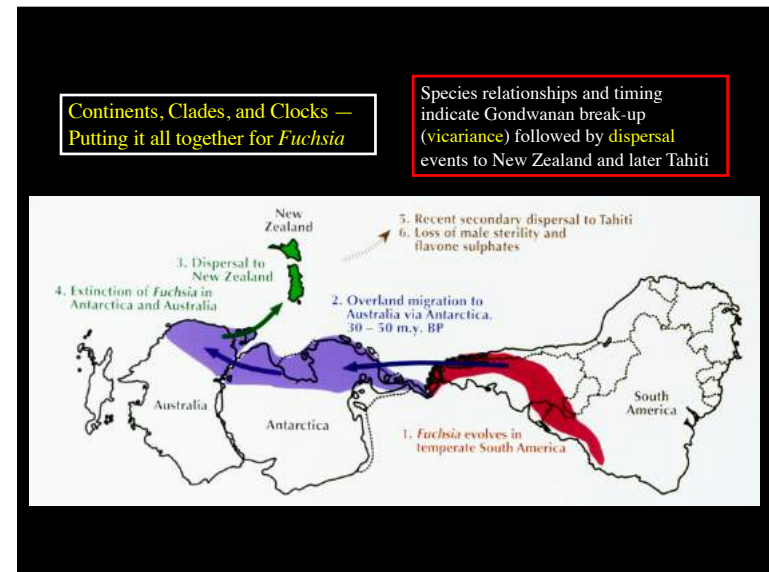 Continents, Clades, and Clocks —
Putting it all together for Fuchsia
Species relationships and timing
indicate Gondwanan break-up
(vicariance) followed by dispersal
events to New Zealand and later Tahiti
New
Zealand
5. Recent secondary dispersal to Tahiti
6. Loss of male sterility and
flavone sulphates
3. Dispersal to
New Zealand
4. Extinction of Fuchsia in
Antarctica and Australia
2. Overland migration to
Australia via Antarctica,
30 – 50 m.y. BP
Australia
Antarctica
South
America
1. Fuchsia evolves in
temperate South America